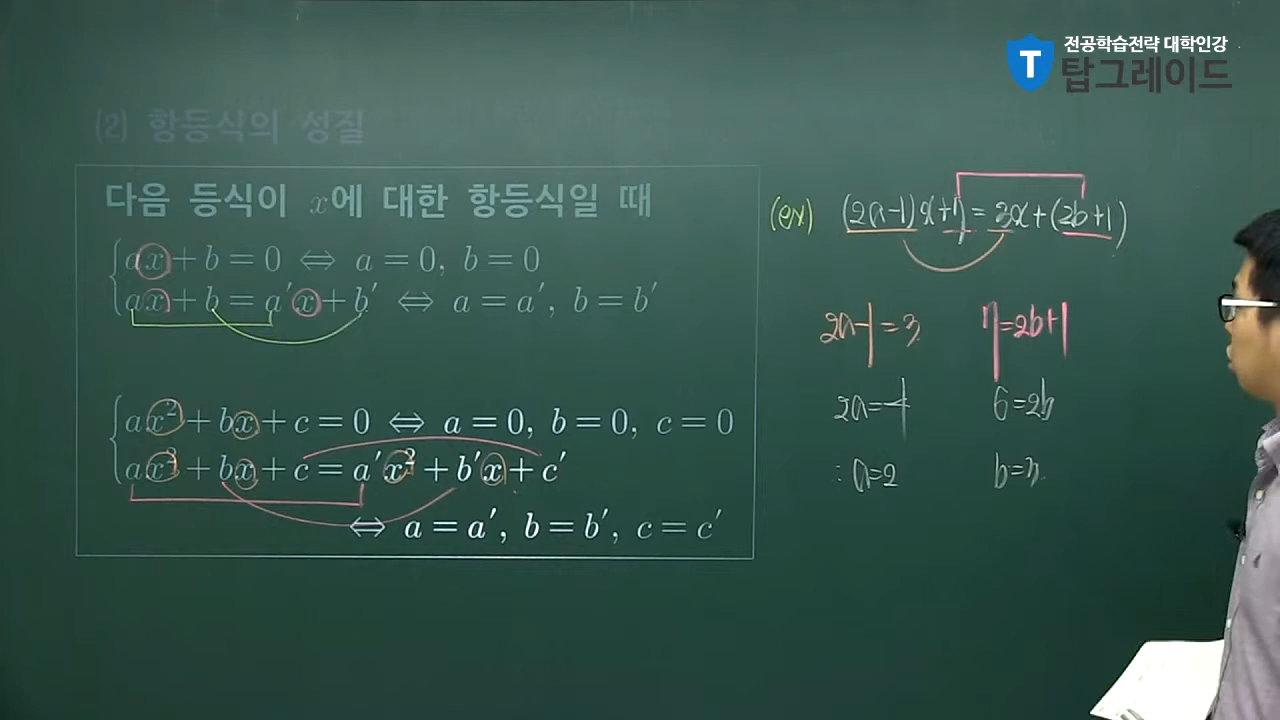 전공학습전략 대학인강
T 탑그레이드
(2) 항등식의 성질
다음 등식이 x에 대한 항등식일 때
ax + b = 0 ⇔ a = 0, b = 0
ax + b = a′x + b′ ⇔ a = a′, b = b′
ax² + bx + c = 0 ⇔ a = 0, b = 0, c = 0
ax² + bx + c = a′x² + b′x + c′
⇔ a = a′, b = b′, c = c′
(ex) (2a-1)x+7 = 3x+(2b+1)
2a-1=3
2a=4
∴ a=2
7=2b+1
6=2b
b=3